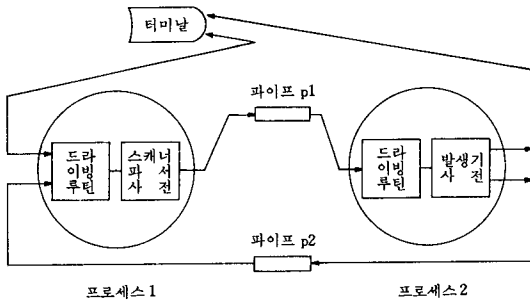 터미날
파이프 p1
드라
이빙
루틴
스캐너
파 서
사 전
드라
이빙
루틴
발생기
사 전
파이프 p2
프로세스 1
프로세스 2